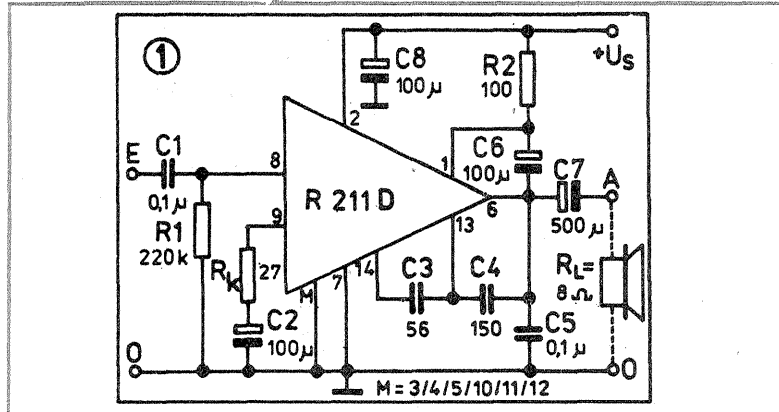 1
C8
100µ
R2
100
+Us
2
C1
E
0,1µ
8
R1
220k
9
R 211 D
1
C6
100µ
C7
500µ
A
6
13
Rk
27
14
M
7
C3
56
C4
150
C2
100µ
C5
0,1µ
RL=
8Ω
0
0
M = 3/4/5/10/11/12